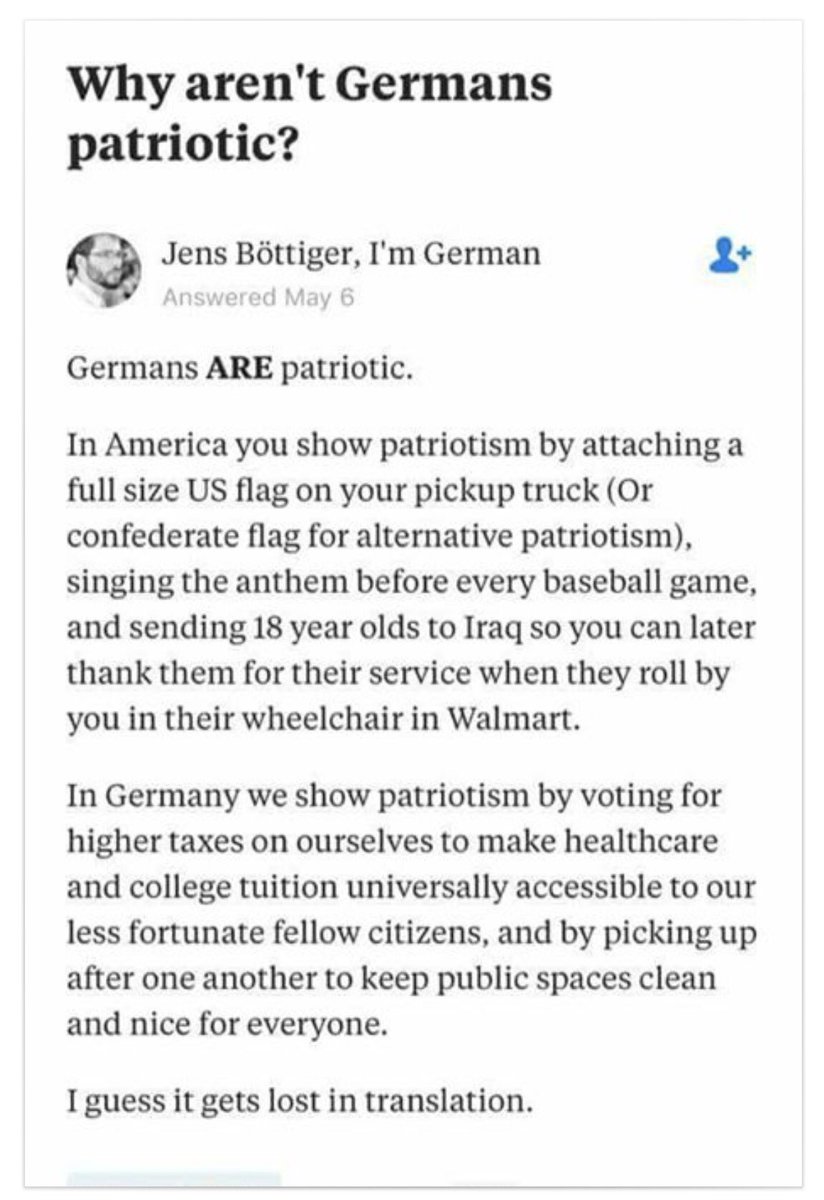 Why aren't Germans
patriotic?
Jens Böttiger, I'm German
Answered May 6
Germans ARE patriotic.
In America you show patriotism by attaching a
full size US flag on your pickup truck (Or
confederate flag for alternative patriotism),
singing the anthem before every baseball game,
and sending 18 year olds to Iraq so you can later
thank them for their service when they roll by
you in their wheelchair in Walmart.
In Germany we show patriotism by voting for
higher taxes on ourselves to make healthcare
and college tuition universally accessible to our
less fortunate fellow citizens, and by picking up
after one another to keep public spaces clean
and nice for everyone.
I guess it gets lost in translation.